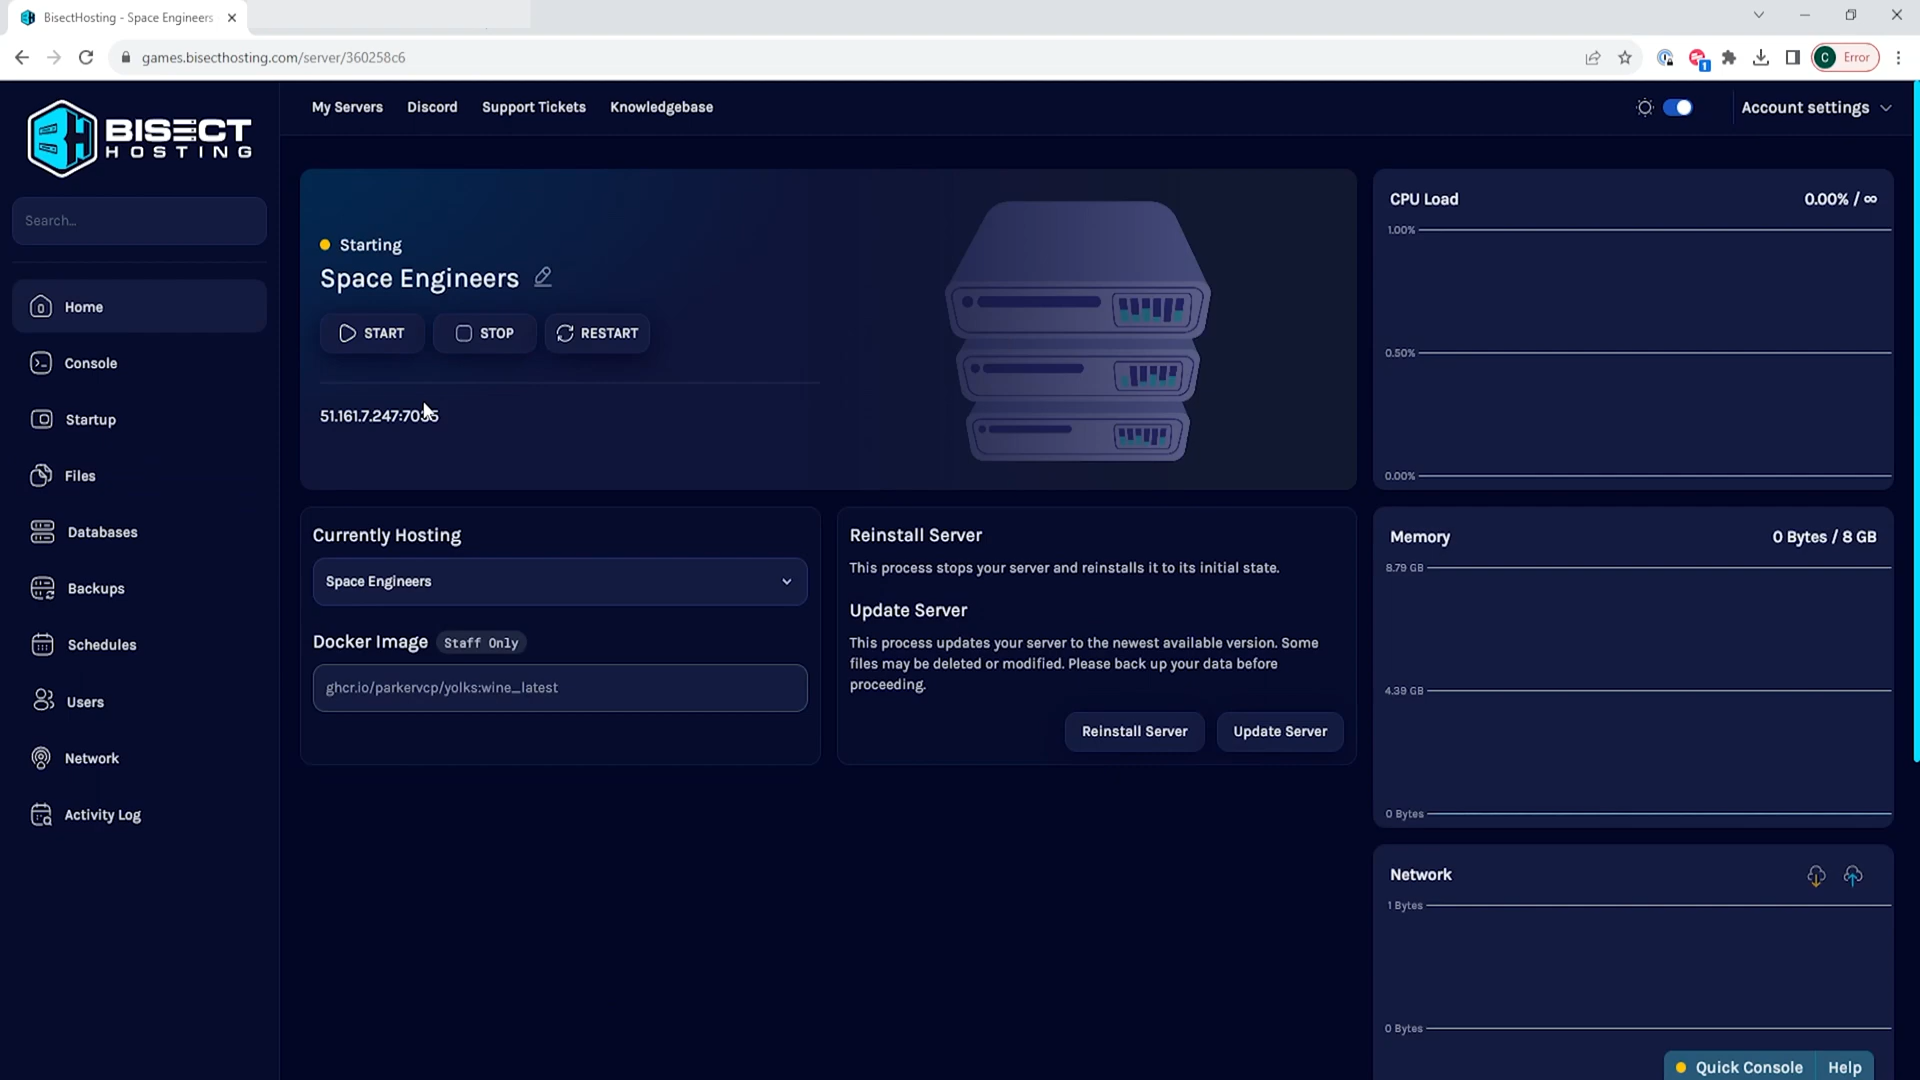 BisectHosting - Space Engineers
games.bisecthosting.com/server/360258c6
1
C
Error
BISECT
HOSTING
My Servers
Discord
Support Tickets
Knowledgebase
Account settings
Search...
Home
Console
Startup
Files
Databases
Backups
Schedules
Users
Network
Activity Log
Starting
Space Engineers
START
STOP
RESTART
Currently Hosting
Space Engineers
Docker Image
Staff Only
ghcr.io/parkervcp/yolks:wine_latest
Reinstall Server
This process stops your server and reinstalls it to its initial state.
Update Server
This process updates your server to the newest available version. Some
files may be deleted or modified. Please back up your data before
proceeding.
Reinstall Server
Update Server
CPU Load
0.00% / ∞
1.00%
0.50%
0.00%
Memory
0 Bytes / 8 GB
8.79 GB
4.39 GB
0 Bytes
Network
1 Bytes
0 Bytes
Quick Console
Help